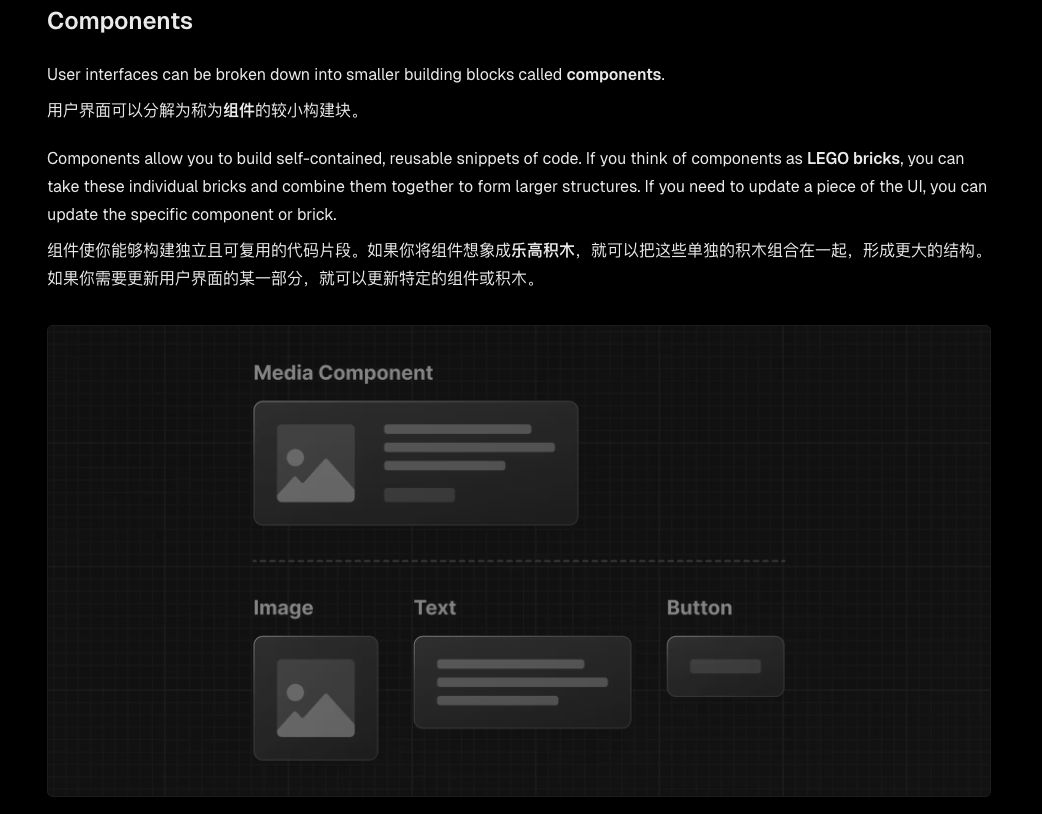 Components
User interfaces can be broken down into smaller building blocks called components.
用户界面可以分解为称为组件的较小构建块。
Components allow you to build self-contained, reusable snippets of code. If you think of components as LEGO bricks, you can
take these individual bricks and combine them together to form larger structures. If you need to update a piece of the UI, you can
update the specific component or brick.
组件使你能够构建独立且可复用的代码片段。如果你将组件想象成乐高积木，就可以把这些单独的积木组合在一起，形成更大的结构。
如果你需要更新用户界面的某一部分，就可以更新特定的组件或积木。
Media Component
Image Text Button